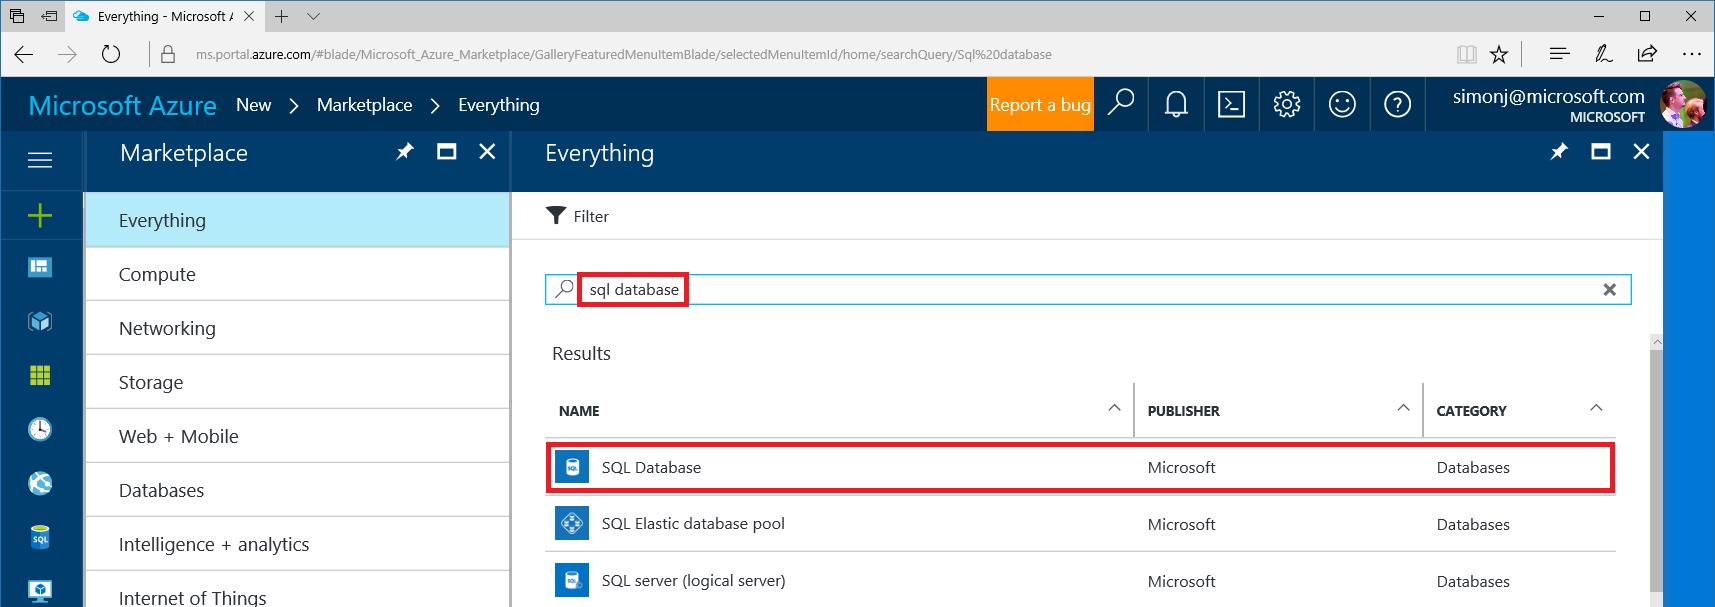 Everything - Microsoft A
ms.portal.azure.com/#blade/Microsoft_Azure_Marketplace/GalleryFeaturedMenuItemBlade/selectedMenuItemId/home/searchQuery/Sql%20database
Microsoft Azure New Marketplace Everything
Report a bug
simonj@microsoft.com
MICROSOFT
Marketplace
Everything
Compute
Networking
Storage
Web + Mobile
Databases
Intelligence + analytics
Internet of Things
Everything
Filter
sql database
Results
NAME PUBLISHER CATEGORY
SQL Database Microsoft Databases
SQL Elastic database pool Microsoft Databases
SQL server (logical server) Microsoft Databases